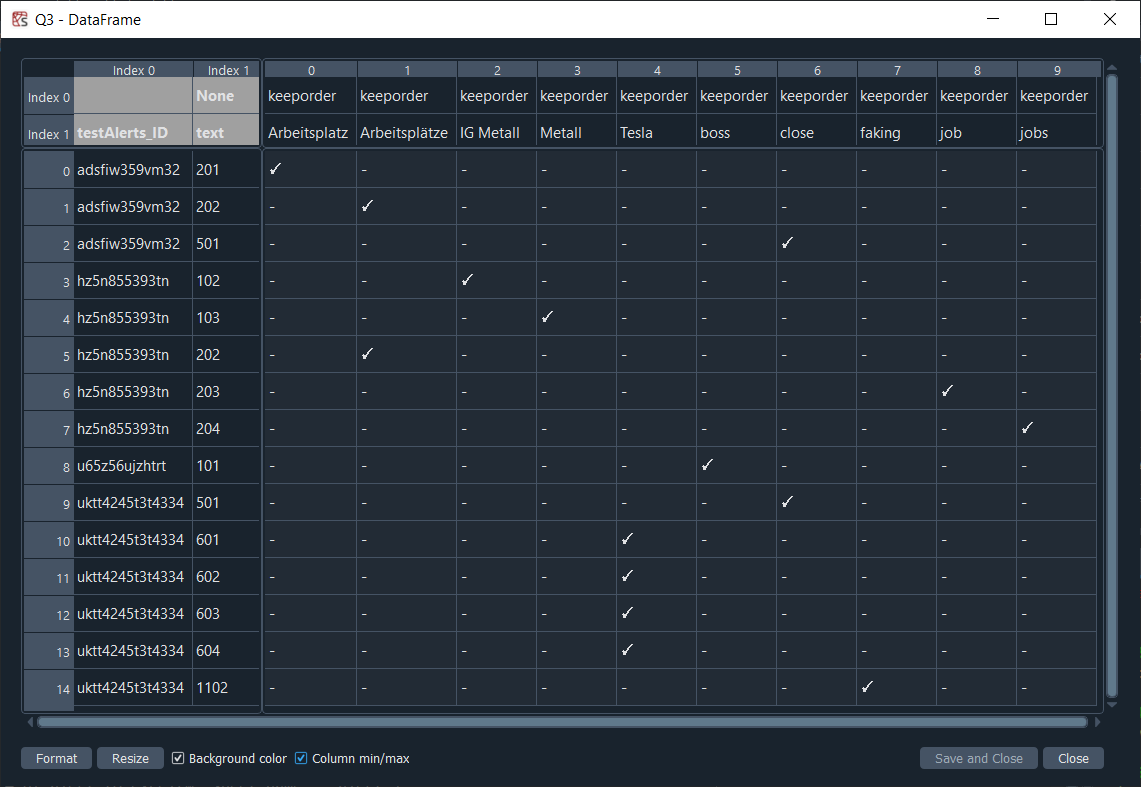 Q3 - DataFrame
Index 0 Index 1 0 1 2 3 4 5 6 7 8 9
Index 0 None keeporder keeporder keeporder keeporder keeporder keeporder keeporder keeporder keeporder keeporder
Index 1 testAlerts_ID text Arbeitsplatz Arbeitsplätze IG Metall Metall Tesla boss close faking job jobs
0 adsfiw359vm32 201 ✓ - - - - - - - - -
1 adsfiw359vm32 202 - ✓ - - - - - - - -
2 adsfiw359vm32 501 - - - - - - ✓ - - -
3 hz5n855393tn 102 - - ✓ - - - - - - -
4 hz5n855393tn 103 - - - ✓ - - - - - -
5 hz5n855393tn 202 - ✓ - - - - - - - -
6 hz5n855393tn 203 - - - - - - - - ✓ -
7 hz5n855393tn 204 - - - - - - - - - ✓
8 u65z56ujzhtrt 101 - - - - - ✓ - - - -
9 uktt4245t3t4334 501 - - - - - - ✓ - - -
10 uktt4245t3t4334 601 - - - - ✓ - - - - -
11 uktt4245t3t4334 602 - - - - ✓ - - - - -
12 uktt4245t3t4334 603 - - - - ✓ - - - - -
13 uktt4245t3t4334 604 - - - - ✓ - - - - -
14 uktt4245t3t4334 1102 - - - - - - - ✓ - -
Format Resize Background color Column min/max Save and Close Close